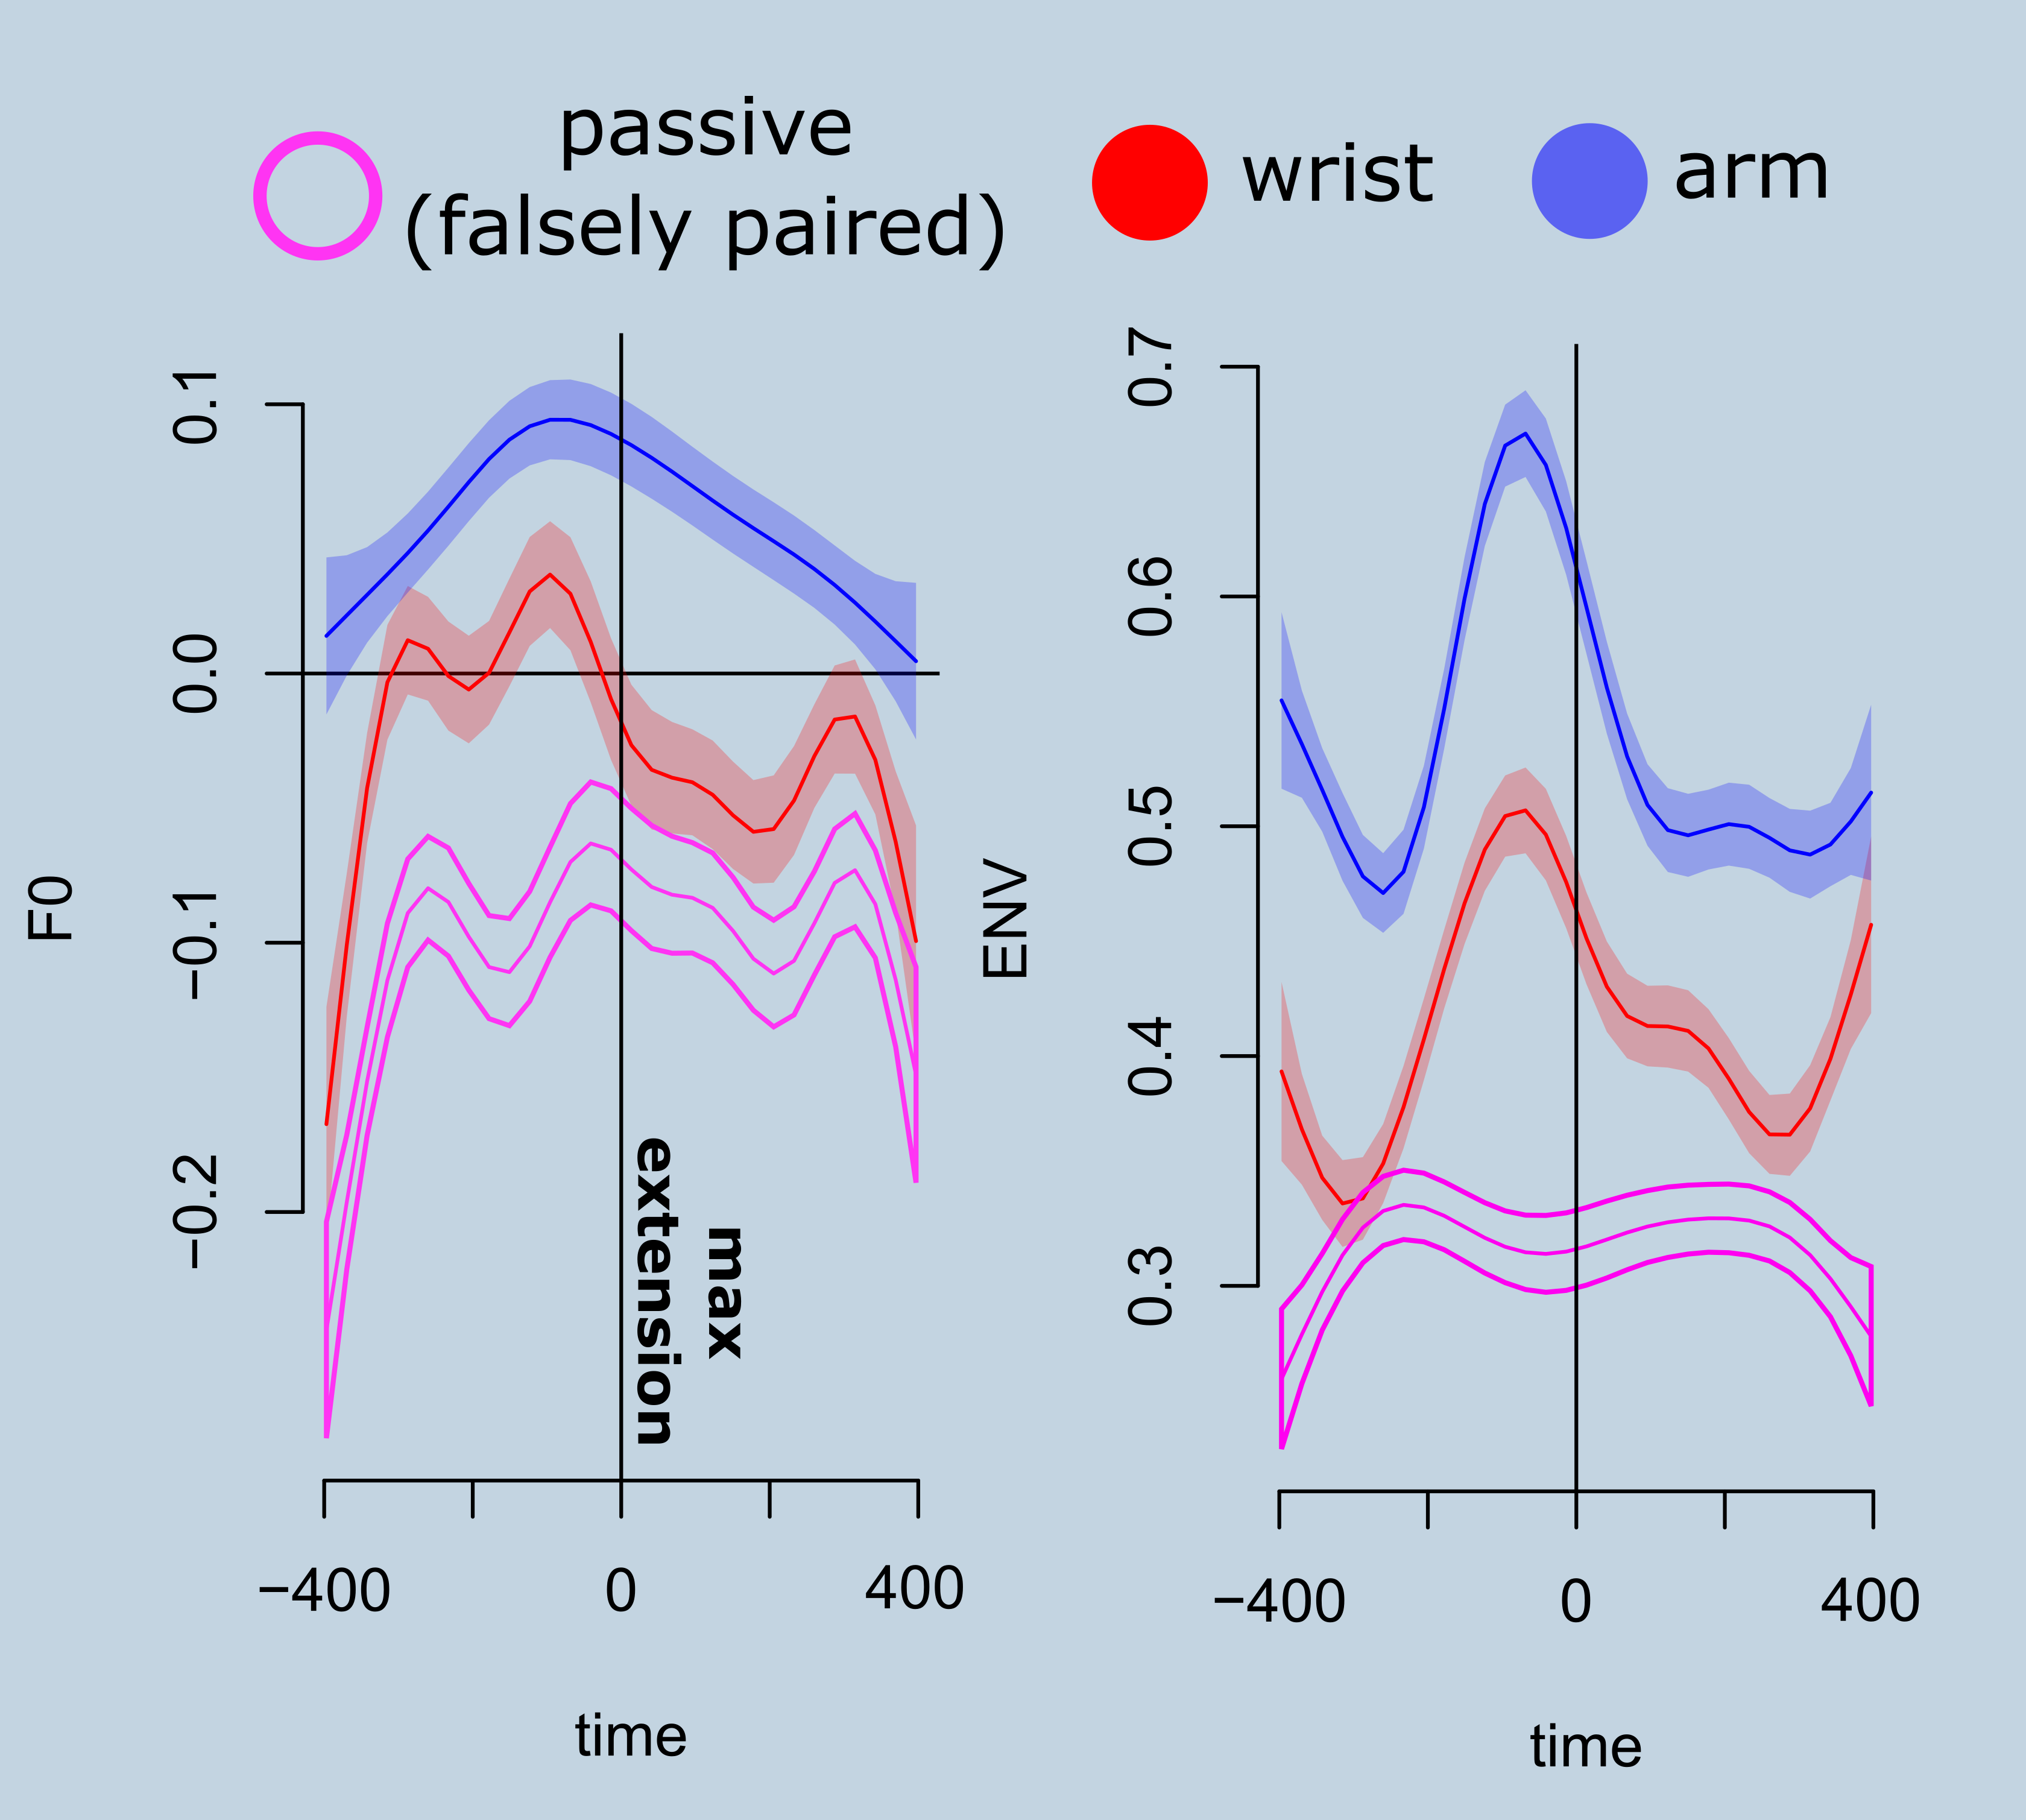 passive
(falsely paired)
wrist
arm
F0
0.1
0.0
−0.1
−0.2
max
extension
−400
0
400
time
ENV
0.7
0.6
0.5
0.4
0.3
−400
0
400
time